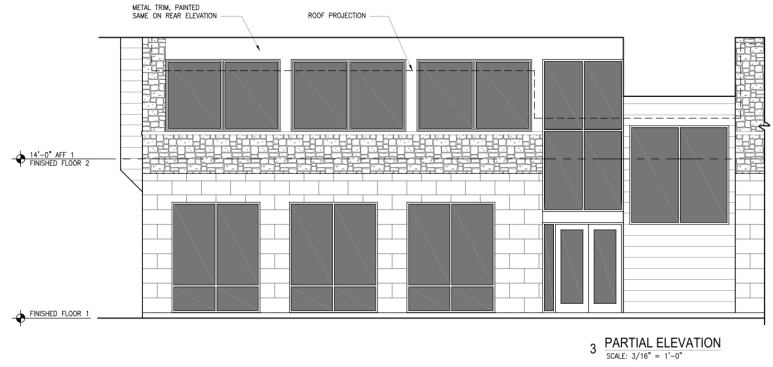 METAL TRIM, PAINTED
SAME ON REAR ELEVATION
ROOF PROJECTION
14'-0" AFF 1
FINISHED FLOOR 2
FINISHED FLOOR 1
3 PARTIAL ELEVATION
SCALE: 3/16" = 1'-0"